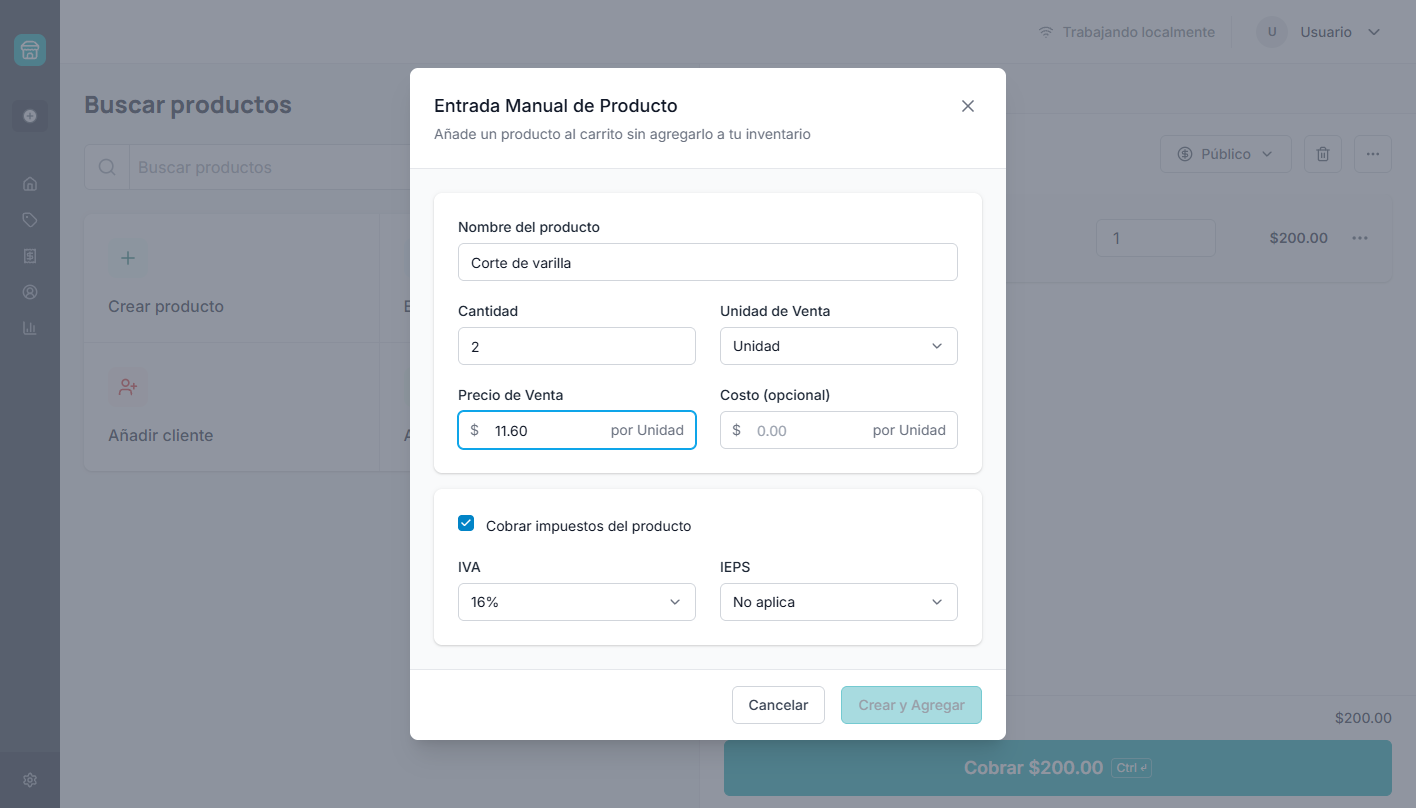 Trabajando localmente
U
Usuario
Buscar productos
Buscar productos
Público
1
$200.00
Crear producto
Añadir cliente
Entrada Manual de Producto
Añade un producto al carrito sin agregarlo a tu inventario
Nombre del producto
Corte de varilla
Cantidad
Unidad de Venta
2
Unidad
Precio de Venta
Costo (opcional)
$ 11.60 por Unidad
$ 0.00 por Unidad
Cobrar impuestos del producto
IVA
IEPS
16%
No aplica
Cancelar
Crear y Agregar
$200.00
Cobrar $200.00 Ctrl ↵